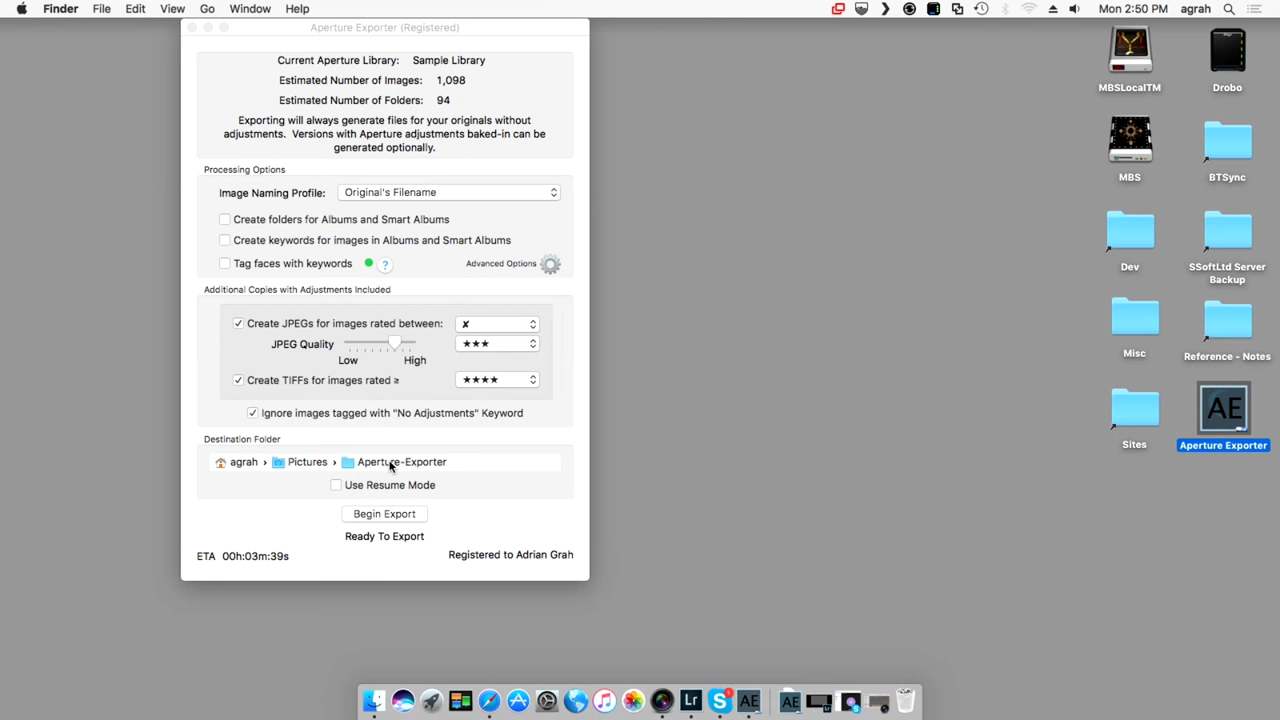 Finder File Edit View Go Window Help
Mon 2:50 PM agrah
Aperture Exporter (Registered)
Current Aperture Library: Sample Library
Estimated Number of Images: 1,098
Estimated Number of Folders: 94
Exporting will always generate files for your originals without
adjustments. Versions with Aperture adjustments baked-in can be
generated optionally.
Processing Options
Image Naming Profile: Original's Filename
Create folders for Albums and Smart Albums
Create keywords for images in Albums and Smart Albums
Tag faces with keywords ? Advanced Options
Additional Copies with Adjustments Included
Create JPEGs for images rated between: ✘
JPEG Quality ★★★
Low High
Create TIFFs for images rated ≥ ★★★★
Ignore images tagged with "No Adjustments" Keyword
Destination Folder
agrah › Pictures › Aperture-Exporter
Use Resume Mode
Begin Export
Ready To Export
ETA 00h:03m:39s Registered to Adrian Grah
MBSLocalTM
Drobo
MBS
BTSync
Dev
SSoftLtd Server
Backup
Misc
Reference - Notes
Sites
AE
Aperture Exporter
Lr
AE
AE